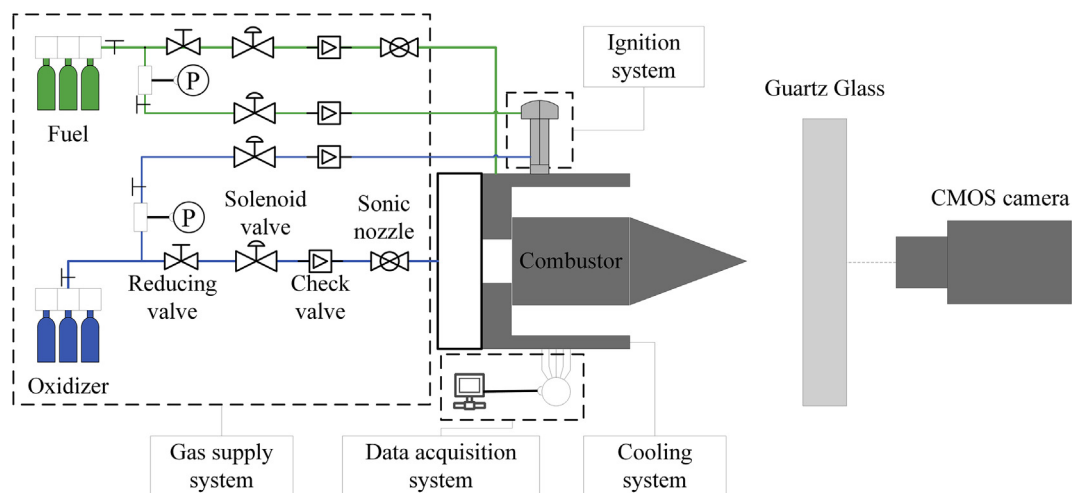 Ignition
system
Guartz Glass
P
Fuel
CMOS camera
Solenoid
valve
Sonic
nozzle
P
Combustor
Reducing
valve
Check
valve
Oxidizer
Gas supply
system
Data acquisition
system
Cooling
system